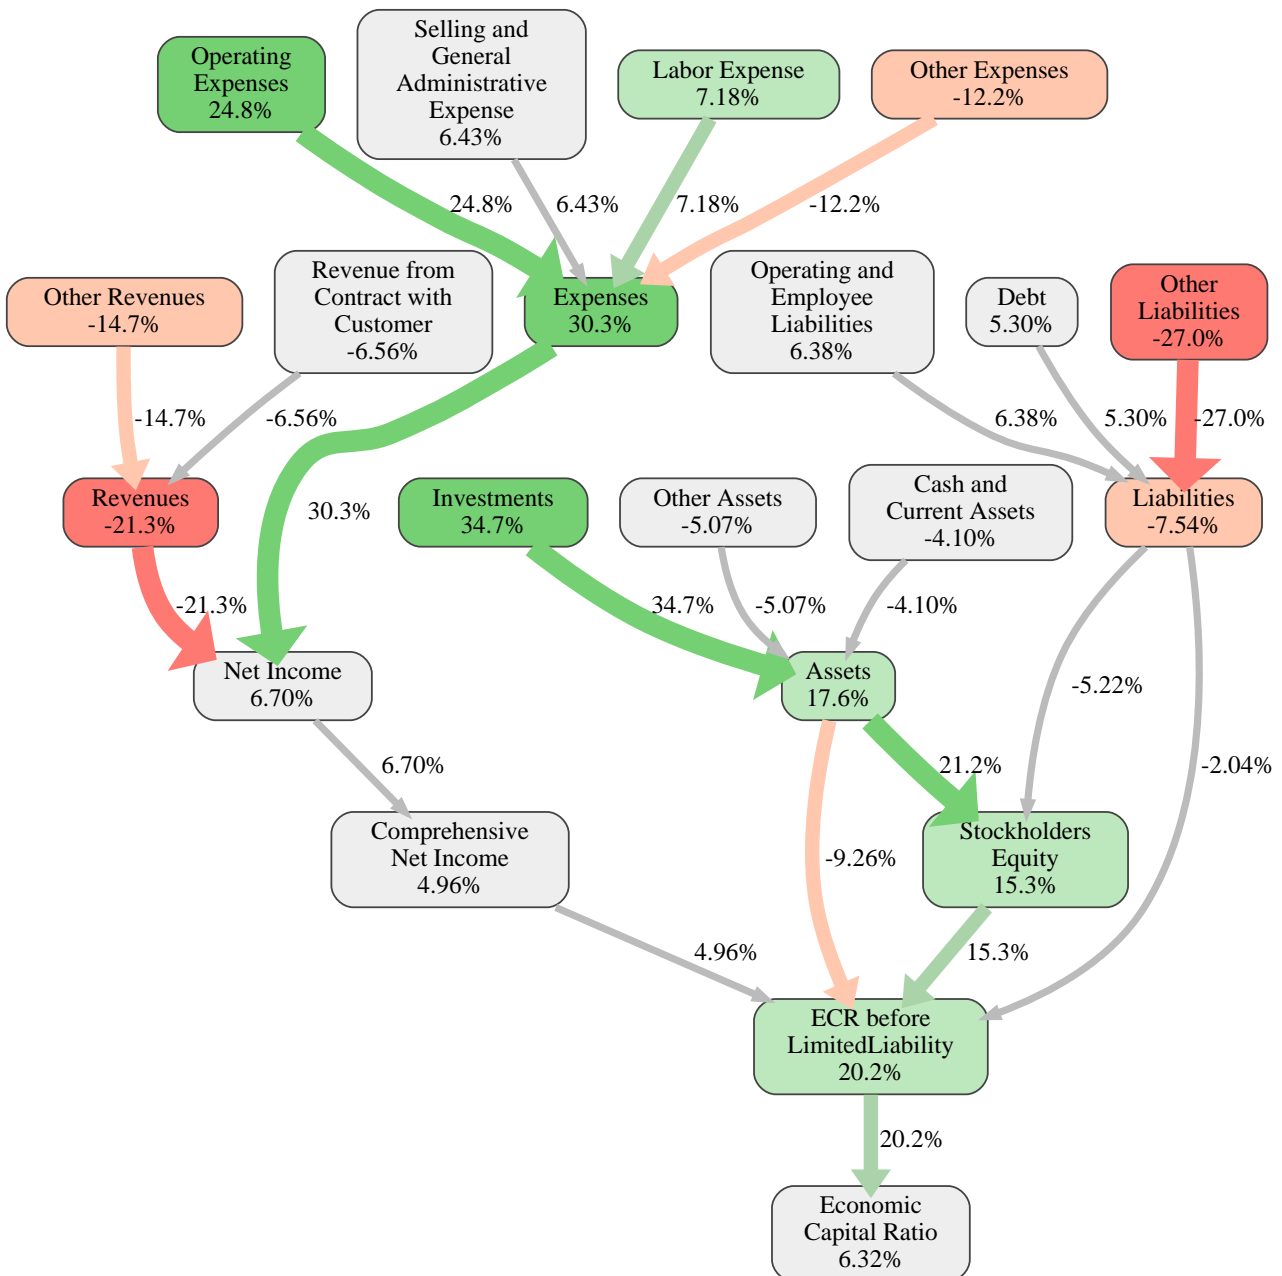 Operating
Expenses
24.8%
Selling and
General
Administrative
Expense
6.43%
Labor Expense
7.18%
Other Expenses
-12.2%
24.8%
6.43%
7.18%
-12.2%
Other Revenues
-14.7%
Revenue from
Contract with
Customer
-6.56%
Expenses
30.3%
Operating and
Employee
Liabilities
6.38%
Debt
5.30%
Other
Liabilities
-27.0%
-14.7%
-6.56%
6.38%
5.30%
-27.0%
Revenues
-21.3%
30.3%
Investments
34.7%
Other Assets
-5.07%
Cash and
Current Assets
-4.10%
Liabilities
-7.54%
-21.3%
34.7%
-5.07%
-4.10%
Net Income
6.70%
Assets
17.6%
-5.22%
6.70%
21.2%
-2.04%
Comprehensive
Net Income
4.96%
-9.26%
Stockholders
Equity
15.3%
4.96%
15.3%
ECR before
LimitedLiability
20.2%
20.2%
Economic
Capital Ratio
6.32%